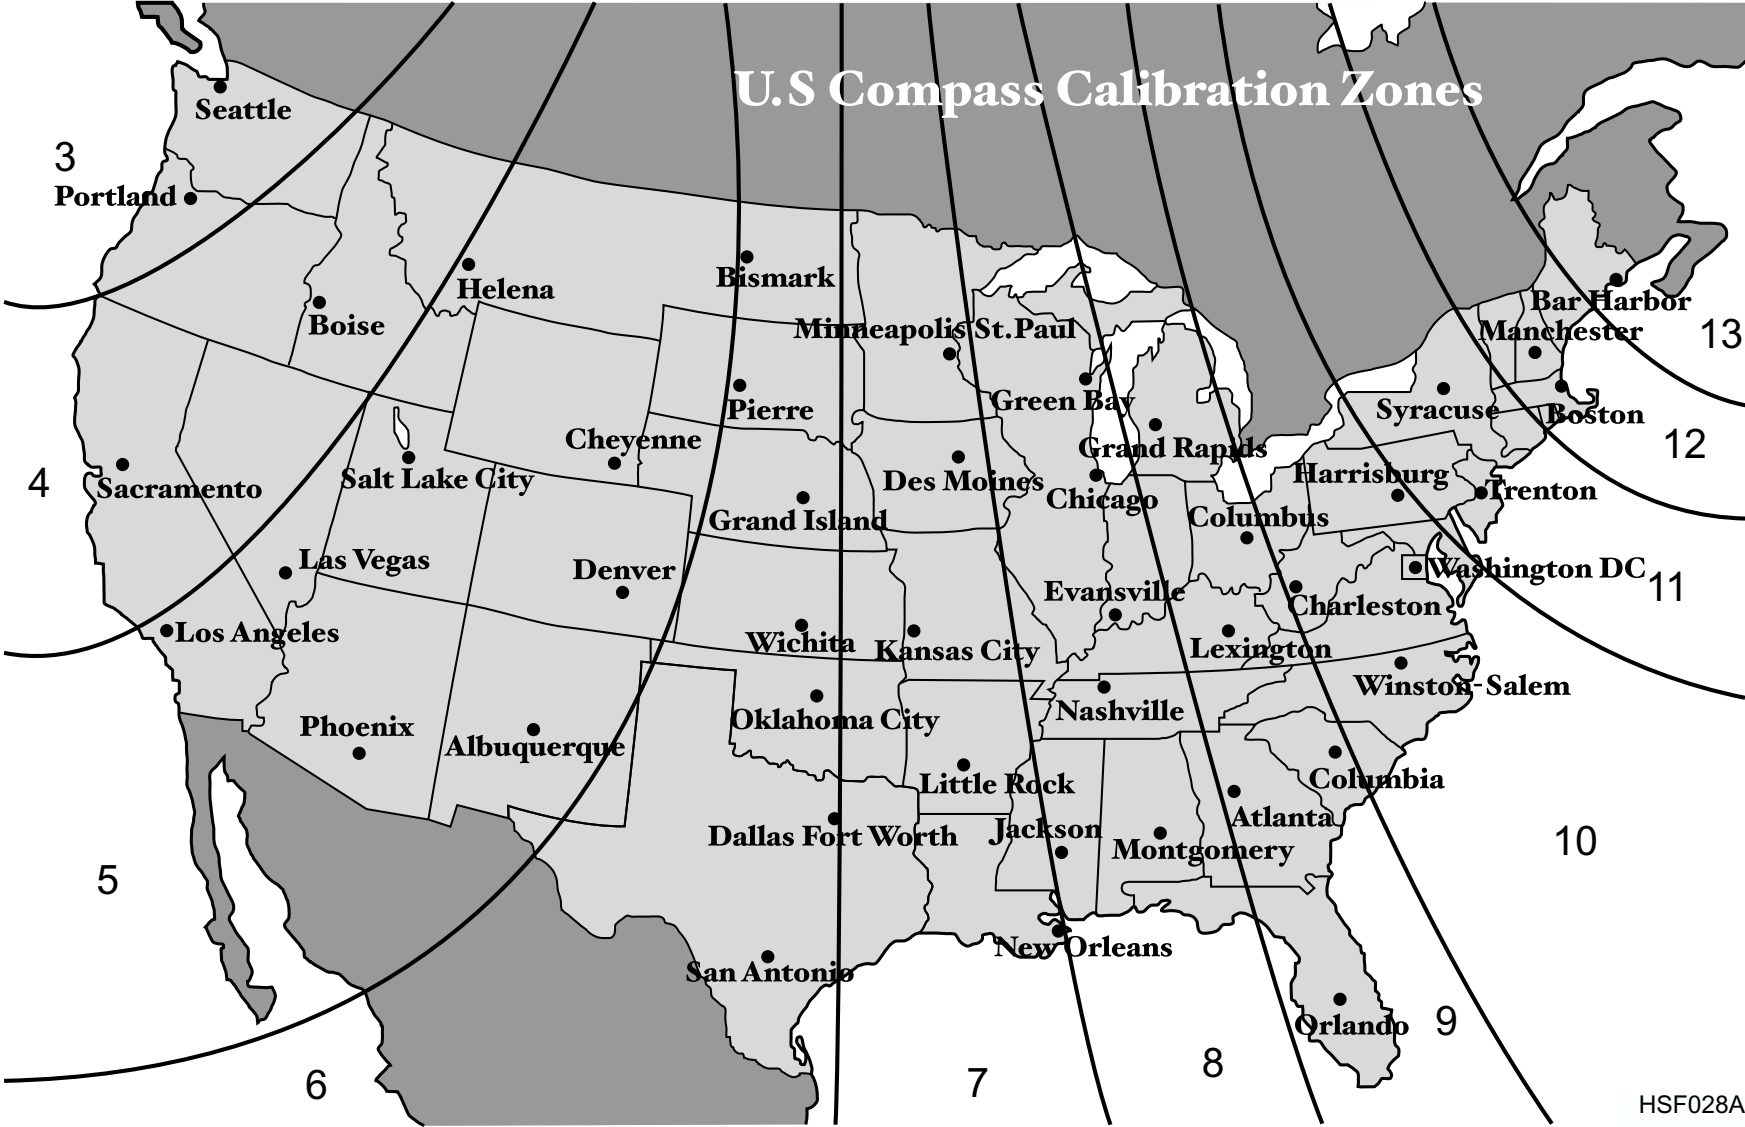 U.S Compass Calibration Zones
Seattle
3
Portland
Helena
Bismark
Boise
Bar Harbor
Minneapolis St.Paul
Manchester
13
Green Bay
Pierre
Syracuse
Boston
Cheyenne
Grand Rapids
12
Salt Lake City
Des Moines
Harrisburg
4
Sacramento
Chicago
Trenton
Grand Island
Columbus
Las Vegas
Denver
Washington DC
11
Evansville
Charleston
Los Angeles
Wichita
Kansas City
Lexington
Winston-Salem
Phoenix
Albuquerque
Oklahoma City
Nashville
Little Rock
Columbia
Dallas Fort Worth
Jackson
Atlanta
Montgomery
10
5
San Antonio
New Orleans
Orlando
9
6
7
8
HSF028A